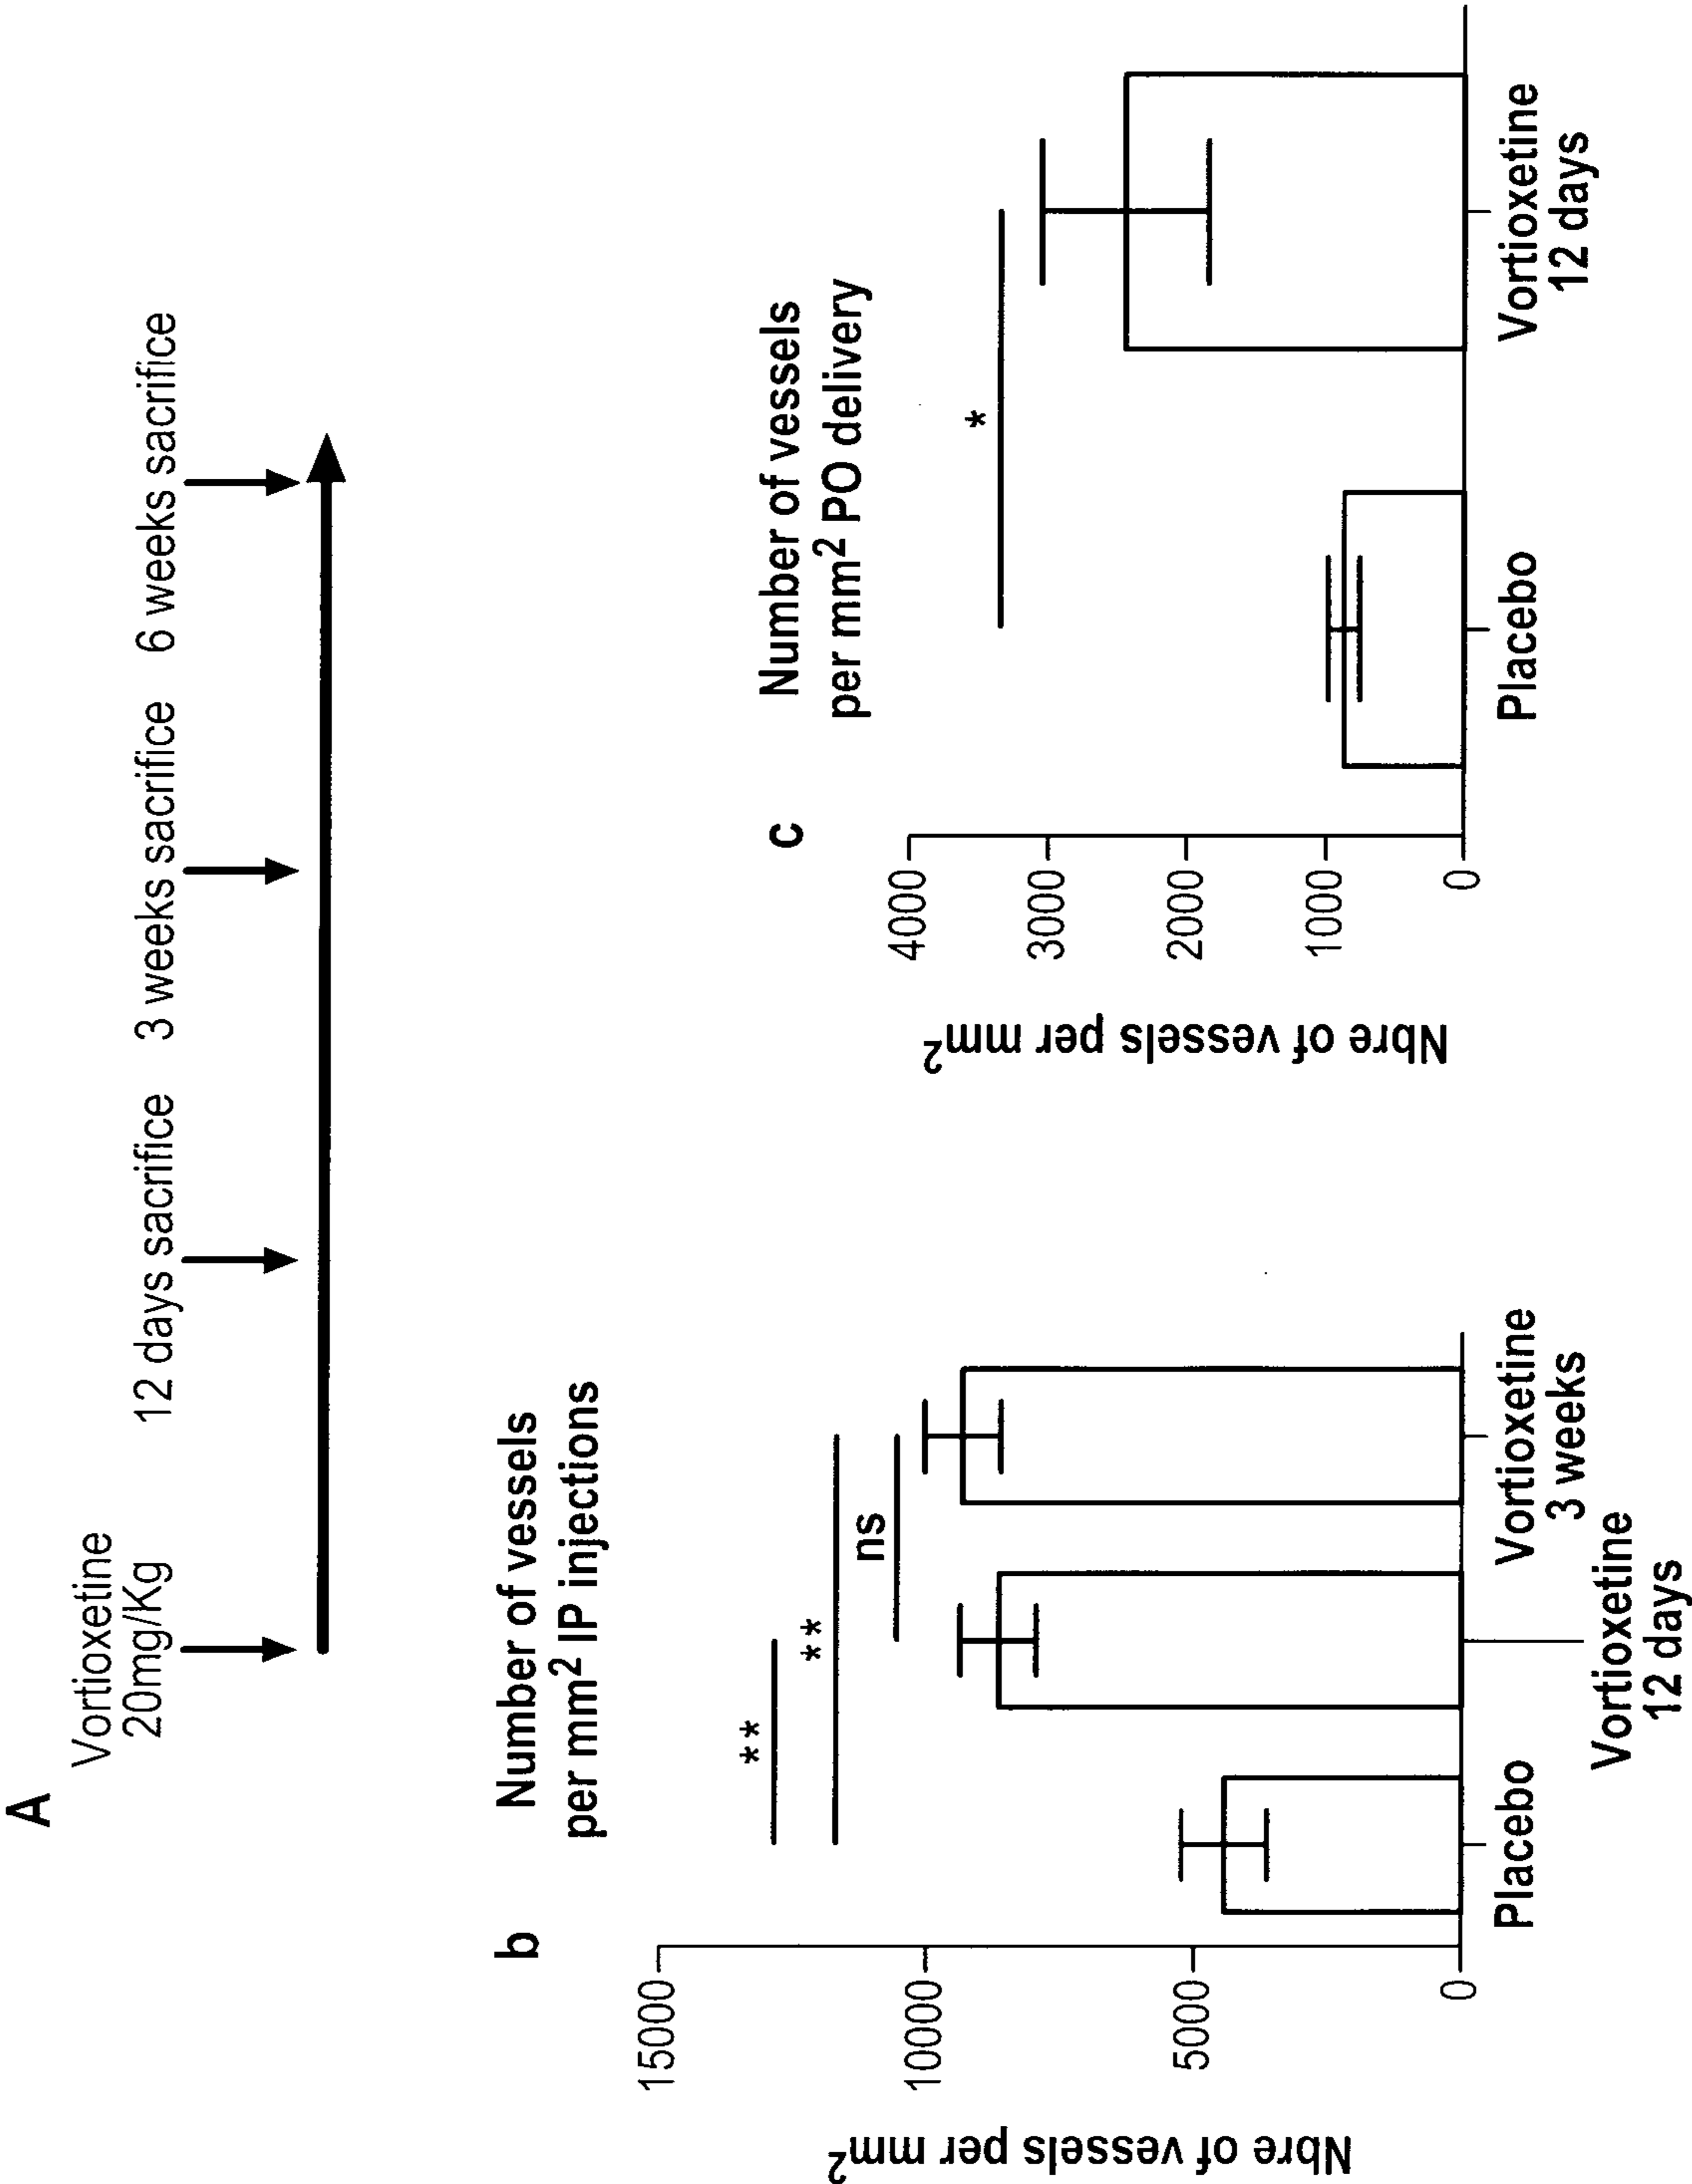 A
Vortioxetine
20mg/Kg
12 days sacrifice
3 weeks sacrifice
6 weeks sacrifice
b
Number of vessels
per mm² IP injections
Nbre of vessels per mm²
15000
10000
5000
0
**
**
ns
Placebo
Vortioxetine
12 days
Vortioxetine
3 weeks
c
Number of vessels
per mm² PO delivery
Nbre of vessels per mm²
4000
3000
2000
1000
0
*
Placebo
Vortioxetine
12 days